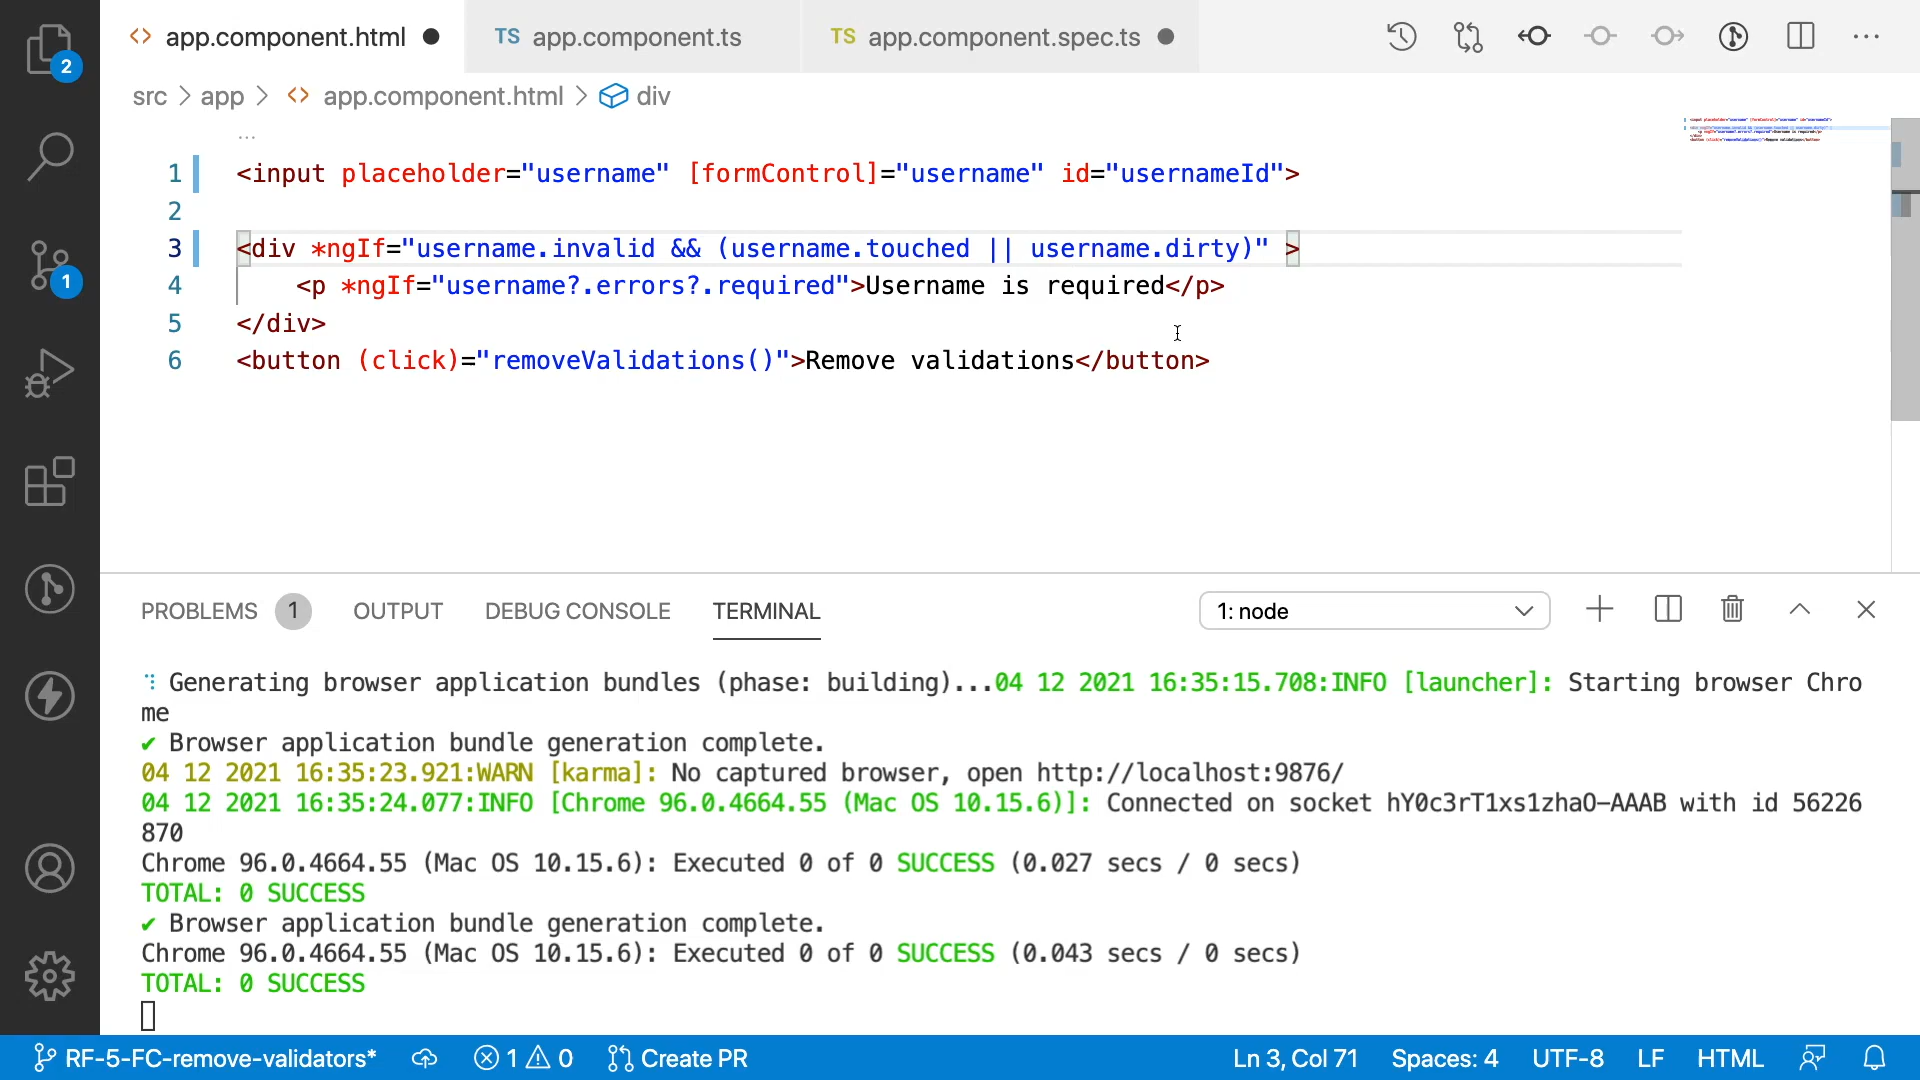 2
1
<> app.component.html ● TS app.component.ts TS app.component.spec.ts ●
src > app > <> app.component.html > div
...
1 <input placeholder="username" [formControl]="username" id="usernameId">
2
3 <div *ngIf="username.invalid && (username.touched || username.dirty)" >
4 <p *ngIf="username?.errors?.required">Username is required</p>
5 </div>
6 <button (click)="removeValidations()">Remove validations</button>
PROBLEMS 1 OUTPUT DEBUG CONSOLE TERMINAL 1: node
Generating browser application bundles (phase: building)...04 12 2021 16:35:15.708:INFO [launcher]: Starting browser Chro
me
✔ Browser application bundle generation complete.
04 12 2021 16:35:23.921:WARN [karma]: No captured browser, open http://localhost:9876/
04 12 2021 16:35:24.077:INFO [Chrome 96.0.4664.55 (Mac OS 10.15.6)]: Connected on socket hY0c3rT1xs1zhaO-AAAB with id 56226
870
Chrome 96.0.4664.55 (Mac OS 10.15.6): Executed 0 of 0 SUCCESS (0.027 secs / 0 secs)
TOTAL: 0 SUCCESS
✔ Browser application bundle generation complete.
Chrome 96.0.4664.55 (Mac OS 10.15.6): Executed 0 of 0 SUCCESS (0.043 secs / 0 secs)
TOTAL: 0 SUCCESS
RF-5-FC-remove-validators* 1 0 Create PR Ln 3, Col 71 Spaces: 4 UTF-8 LF HTML